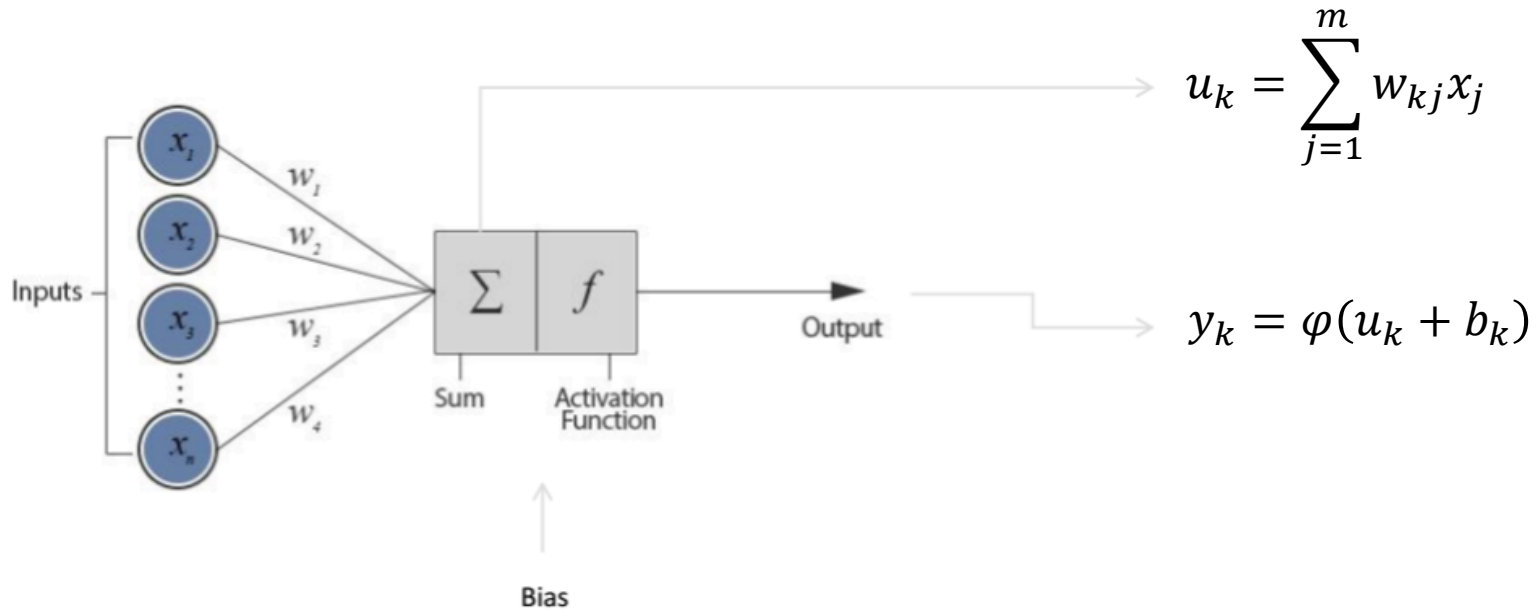 Inputs
x₁
x₂
x₃
⋮
xₙ
w₁
w₂
w₃
w₄
∑ f
Sum
Activation
Function
Bias
Output
u_k = ∑_{j=1}^{m} w_{kj} x_j
y_k = φ(u_k + b_k)